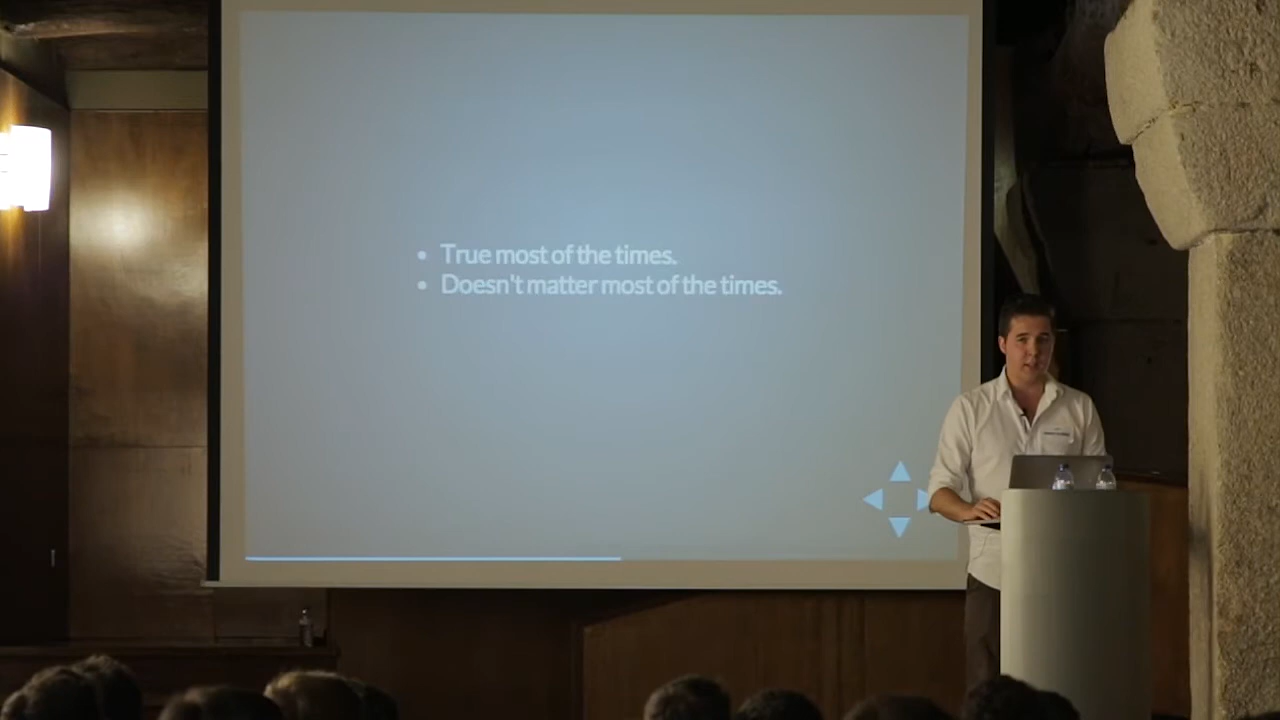 True most of the times.
Doesn't matter most of the times.